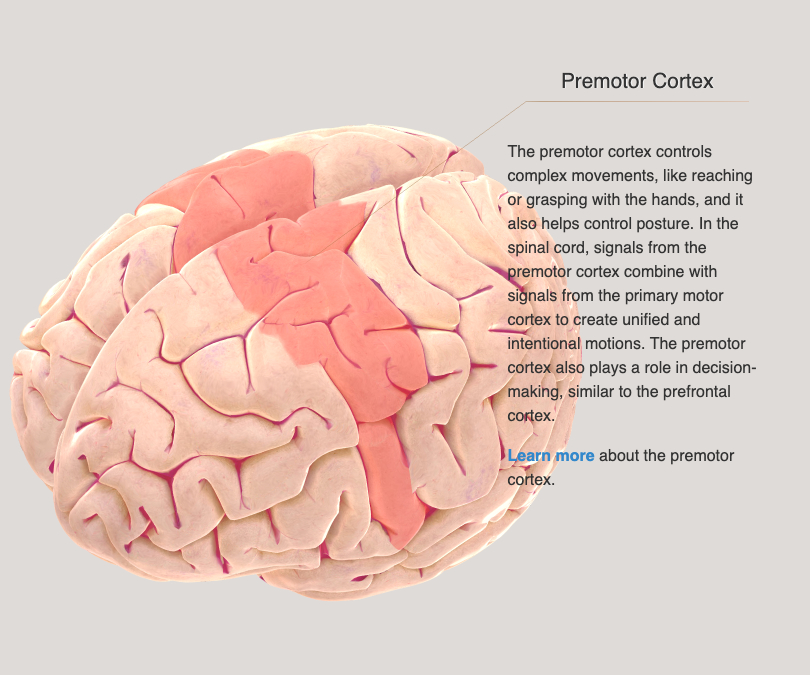 Premotor Cortex
The premotor cortex controls
complex movements, like reaching
or grasping with the hands, and it
also helps control posture. In the
spinal cord, signals from the
premotor cortex combine with
signals from the primary motor
cortex to create unified and
intentional motions. The premotor
cortex also plays a role in decision-
making, similar to the prefrontal
cortex.
Learn more about the premotor
cortex.